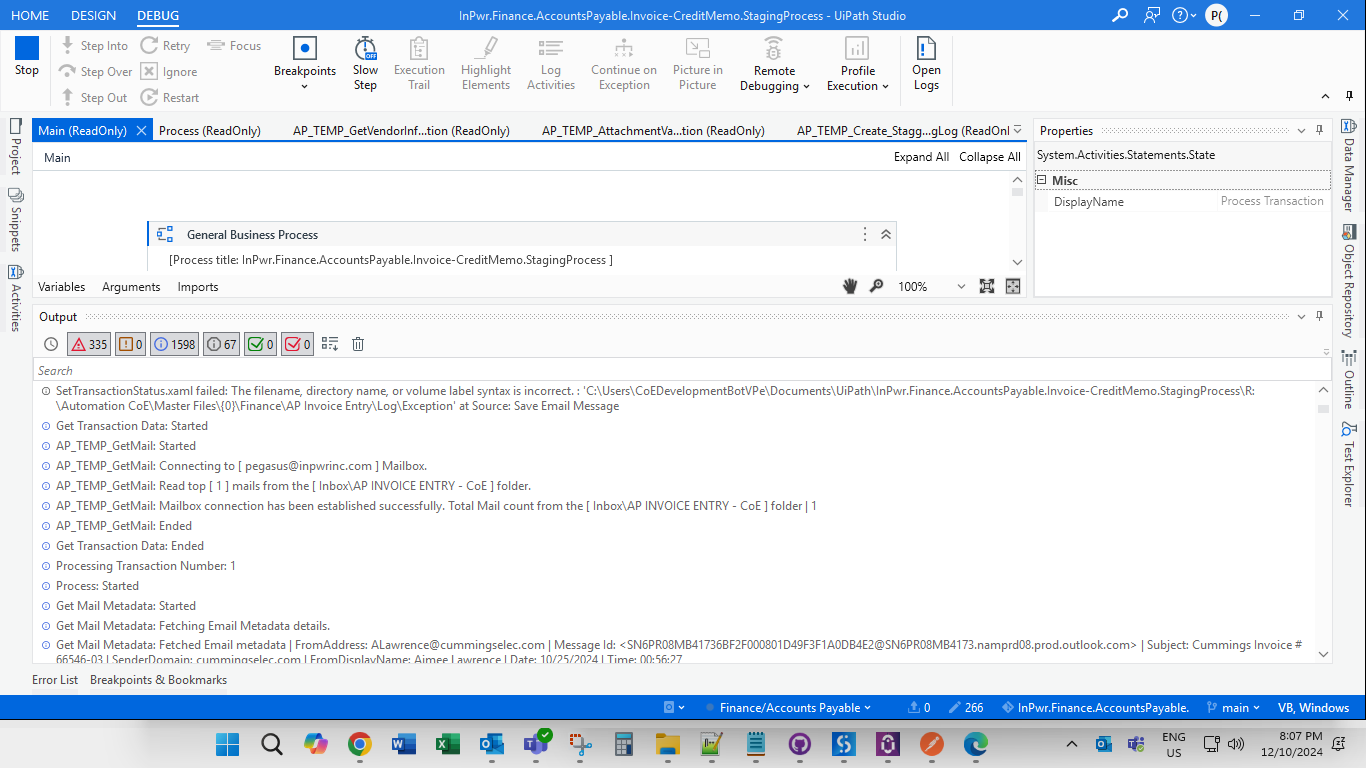 HOME DESIGN DEBUG InPwr.Finance.AccountsPayable.Invoice-CreditMemo.StagingProcess - UiPath Studio P(
Stop
Step Into Retry Focus
Step Over Ignore
Step Out Restart
Breakpoints
Slow Step
Execution Trail
Highlight Elements
Log Activities
Continue on Exception
Picture in Picture
Remote Debugging
Profile Execution
Open Logs
Main (ReadOnly) Process (ReadOnly) AP_TEMP_GetVendorInf...tion (ReadOnly) AP_TEMP_AttachmentVa...tion (ReadOnly) AP_TEMP_Create_Stagg...gLog (ReadOnl
Main Expand All Collapse All
General Business Process
[Process title: InPwr.Finance.AccountsPayable.Invoice-CreditMemo.StagingProcess ]
Variables Arguments Imports 100%
Properties
System.Activities.Statements.State
Misc
DisplayName Process Transaction
Project
Snippets
Activities
Data Manager
Object Repository
Outline
Test Explorer
Output
335 0 1598 67 0 0
Search
SetTransactionStatus.xaml failed: The filename, directory name, or volume label syntax is incorrect. : 'C:\Users\CoEDevelopmentBotVPe\Documents\UiPath\InPwr.Finance.AccountsPayable.Invoice-CreditMemo.StagingProcess\R:
\Automation CoE\Master Files\{0}\Finance\AP Invoice Entry\Log\Exception' at Source: Save Email Message
Get Transaction Data: Started
AP_TEMP_GetMail: Started
AP_TEMP_GetMail: Connecting to [ pegasus@inpwrinc.com ] Mailbox.
AP_TEMP_GetMail: Read top [ 1 ] mails from the [ Inbox\AP INVOICE ENTRY - CoE ] folder.
AP_TEMP_GetMail: Mailbox connection has been established successfully. Total Mail count from the [ Inbox\AP INVOICE ENTRY - CoE ] folder | 1
AP_TEMP_GetMail: Ended
Get Transaction Data: Ended
Processing Transaction Number: 1
Process: Started
Get Mail Metadata: Started
Get Mail Metadata: Fetching Email Metadata details.
Get Mail Metadata: Fetched Email metadata | FromAddress: ALawrence@cummingselec.com | Message Id: <SN6PR08MB41736BF2F000801D49F3F1A0DB4E2@SN6PR08MB4173.namprd08.prod.outlook.com> | Subject: Cummings Invoice #
66546-03 | SenderDomain: cummingselec.com | FromDisplayName: Aimee Lawrence | Date: 10/25/2024 | Time: 00:56:27
Error List Breakpoints & Bookmarks
Finance/Accounts Payable 0 266 InPwr.Finance.AccountsPayable. main VB, Windows
ENG
US
8:07 PM
12/10/2024